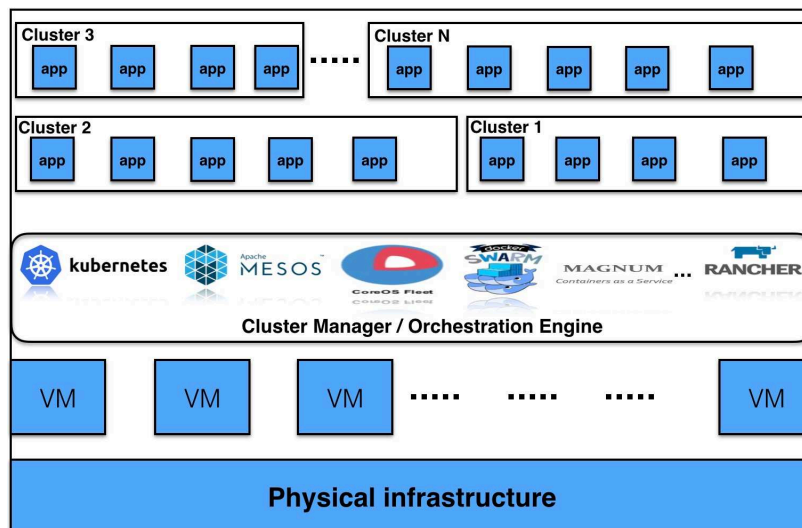 Cluster 3
app app app app
.....
Cluster N
app app app app app
Cluster 2
app app app app app
Cluster 1
app app app app
kubernetes
Apache
MESOS™
CoreOS Fleet
docker
SWARM
MAGNUM
Containers as a Service
...
RANCHER
Cluster Manager / Orchestration Engine
VM VM VM ..... ..... ..... VM
Physical infrastructure